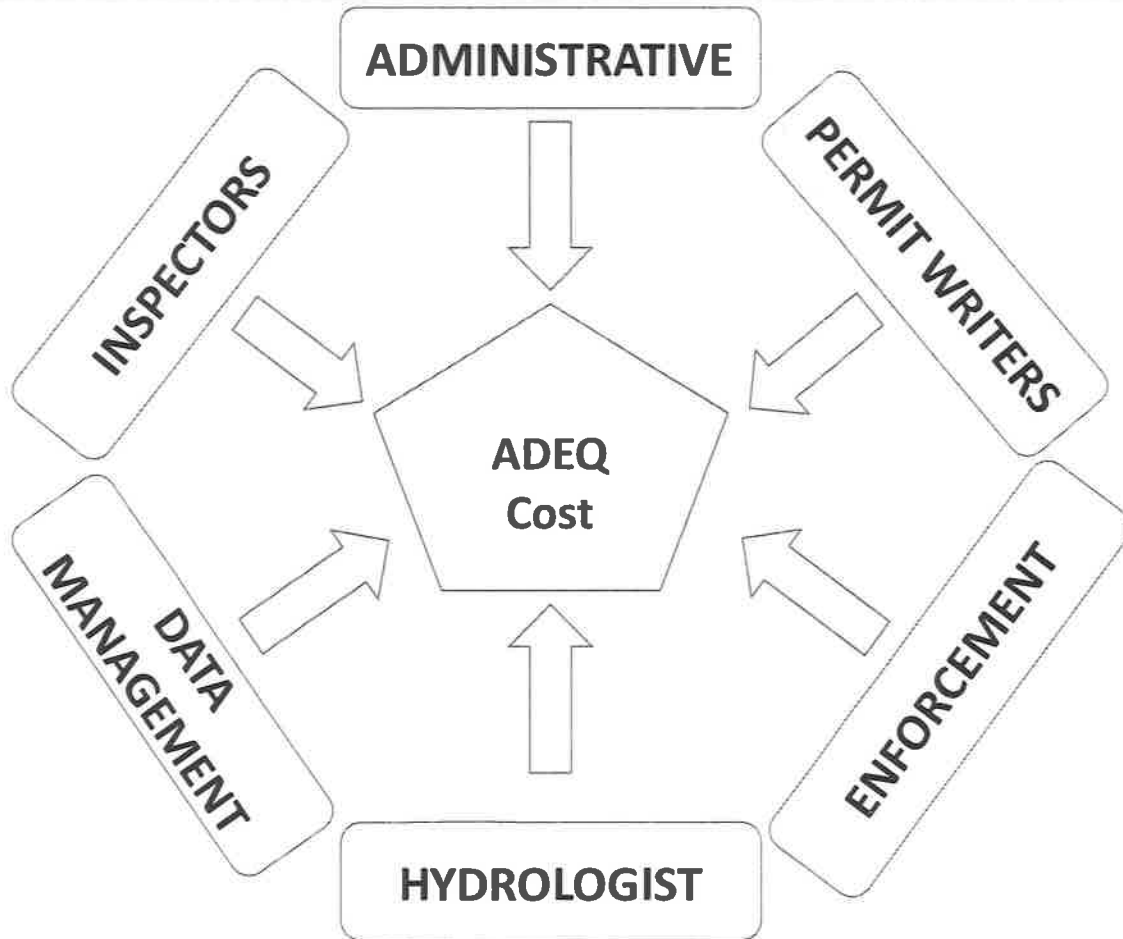 ADMINISTRATIVE
INSPECTORS
PERMIT WRITERS
ADEQ
Cost
DATA
MANAGEMENT
ENFORCEMENT
HYDROLOGIST